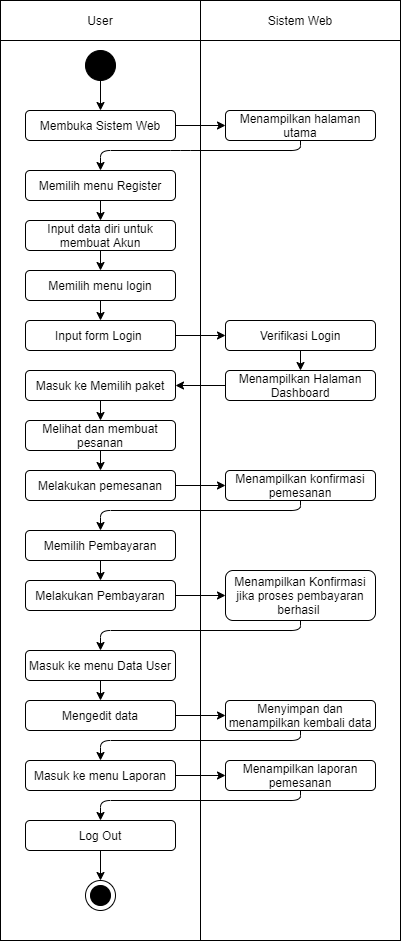 User
Sistem Web
Membuka Sistem Web
Menampilkan halaman
utama
Memilih menu Register
Input data diri untuk
membuat Akun
Memilih menu login
Input form Login
Verifikasi Login
Menampilkan Halaman
Dashboard
Masuk ke Memilih paket
Melihat dan membuat
pesanan
Melakukan pemesanan
Menampilkan konfirmasi
pemesanan
Memilih Pembayaran
Melakukan Pembayaran
Menampilkan Konfirmasi
jika proses pembayaran
berhasil
Masuk ke menu Data User
Mengedit data
Menyimpan dan
menampilkan kembali data
Masuk ke menu Laporan
Menampilkan laporan
pemesanan
Log Out